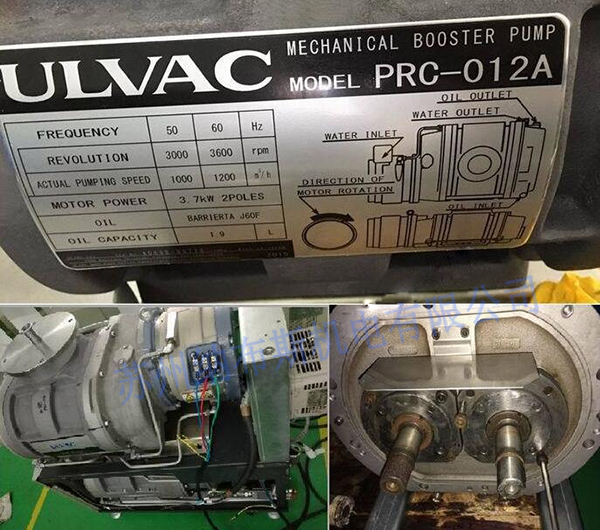 ULVAC
MECHANICAL BOOSTER PUMP
MODEL PRC-012A
FREQUENCY 50 60 Hz
REVOLUTION 3000 3600 rpm
ACTUAL PUMPING SPEED 1000 1200 m³/h
MOTOR POWER 3.7kW 2POLES
OIL BARRIERTA J60F
OIL CAPACITY 1.9 L
2015
OIL OUTLET
WATER OUTLET
WATER INLET
DIRECTION OF
MOTOR ROTATION
OIL INLET
ULVAC